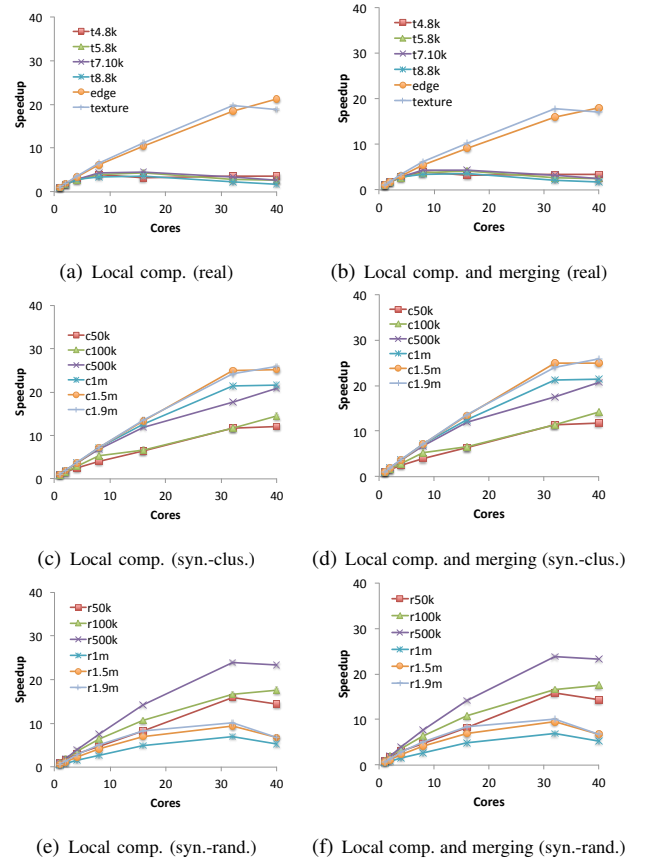 40
30
20
10
0
Speedup
t4.8k
t5.8k
t7.10k
t8.8k
edge
texture
0 10 20 30 40
Cores
(a) Local comp. (real)
40
30
20
10
0
Speedup
t4.8k
t5.8k
t7.10k
t8.8k
edge
texture
0 10 20 30 40
Cores
(b) Local comp. and merging (real)
40
30
20
10
0
Speedup
c50k
c100k
c500k
c1m
c1.5m
c1.9m
0 10 20 30 40
Cores
(c) Local comp. (syn.-clus.)
40
30
20
10
0
Speedup
c50k
c100k
c500k
c1m
c1.5m
c1.9m
0 10 20 30 40
Cores
(d) Local comp. and merging (syn.-clus.)
40
30
20
10
0
Speedup
r50k
r100k
r500k
r1m
r1.5m
r1.9m
0 10 20 30 40
Cores
(e) Local comp. (syn.-rand.)
40
30
20
10
0
Speedup
r50k
r100k
r500k
r1m
r1.5m
r1.9m
0 10 20 30 40
Cores
(f) Local comp. and merging (syn.-rand.)